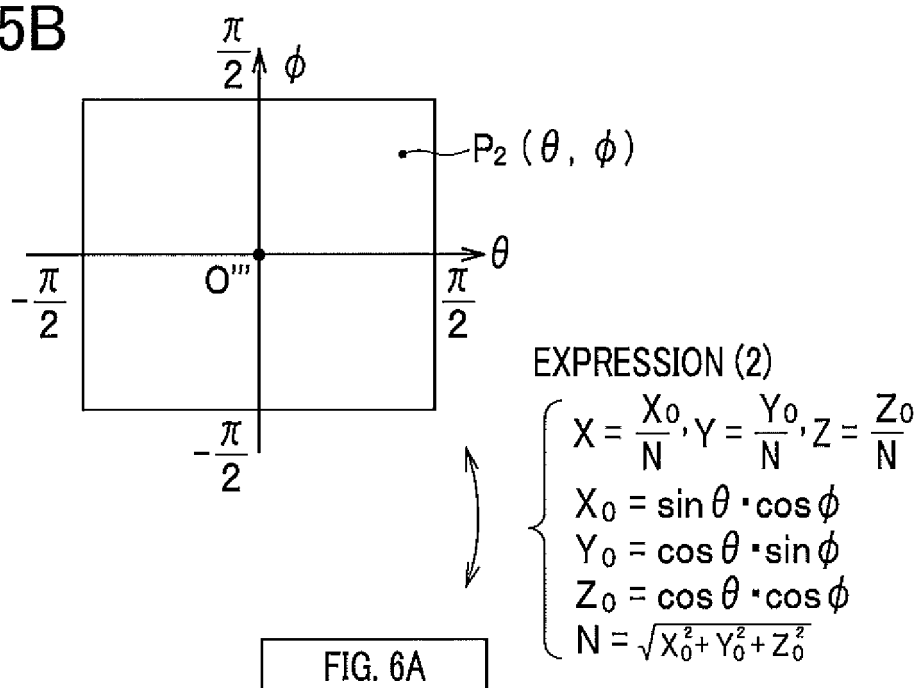 5B
π/2
ϕ
P₂ (θ, ϕ)
θ
O'''
-π/2
π/2
-π/2
EXPRESSION (2)
X = X₀/N, Y = Y₀/N, Z = Z₀/N
X₀ = sin θ · cos ϕ
Y₀ = cos θ · sin ϕ
Z₀ = cos θ · cos ϕ
N = √(X₀² + Y₀² + Z₀²)
FIG. 6A